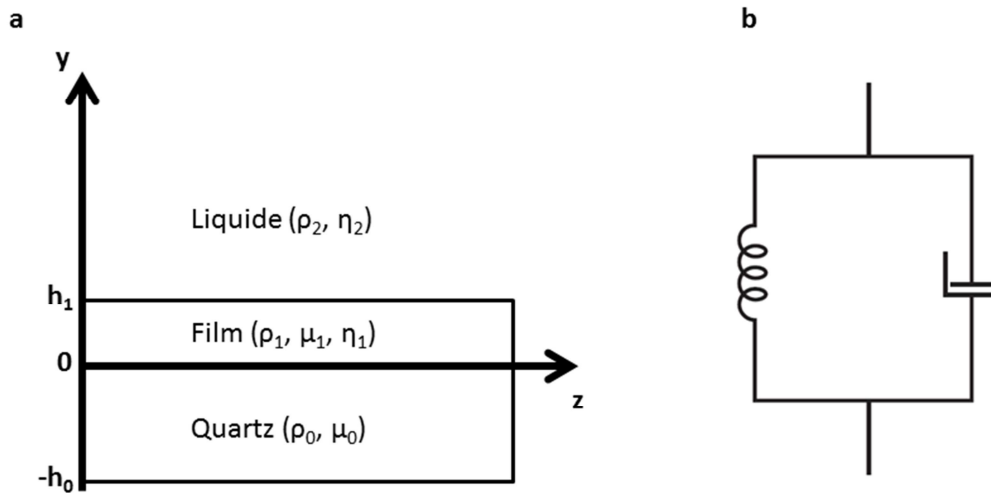 a
b
y
Liquide (ρ₂, η₂)
h₁
Film (ρ₁, μ₁, η₁)
0
z
Quartz (ρ₀, μ₀)
-h₀